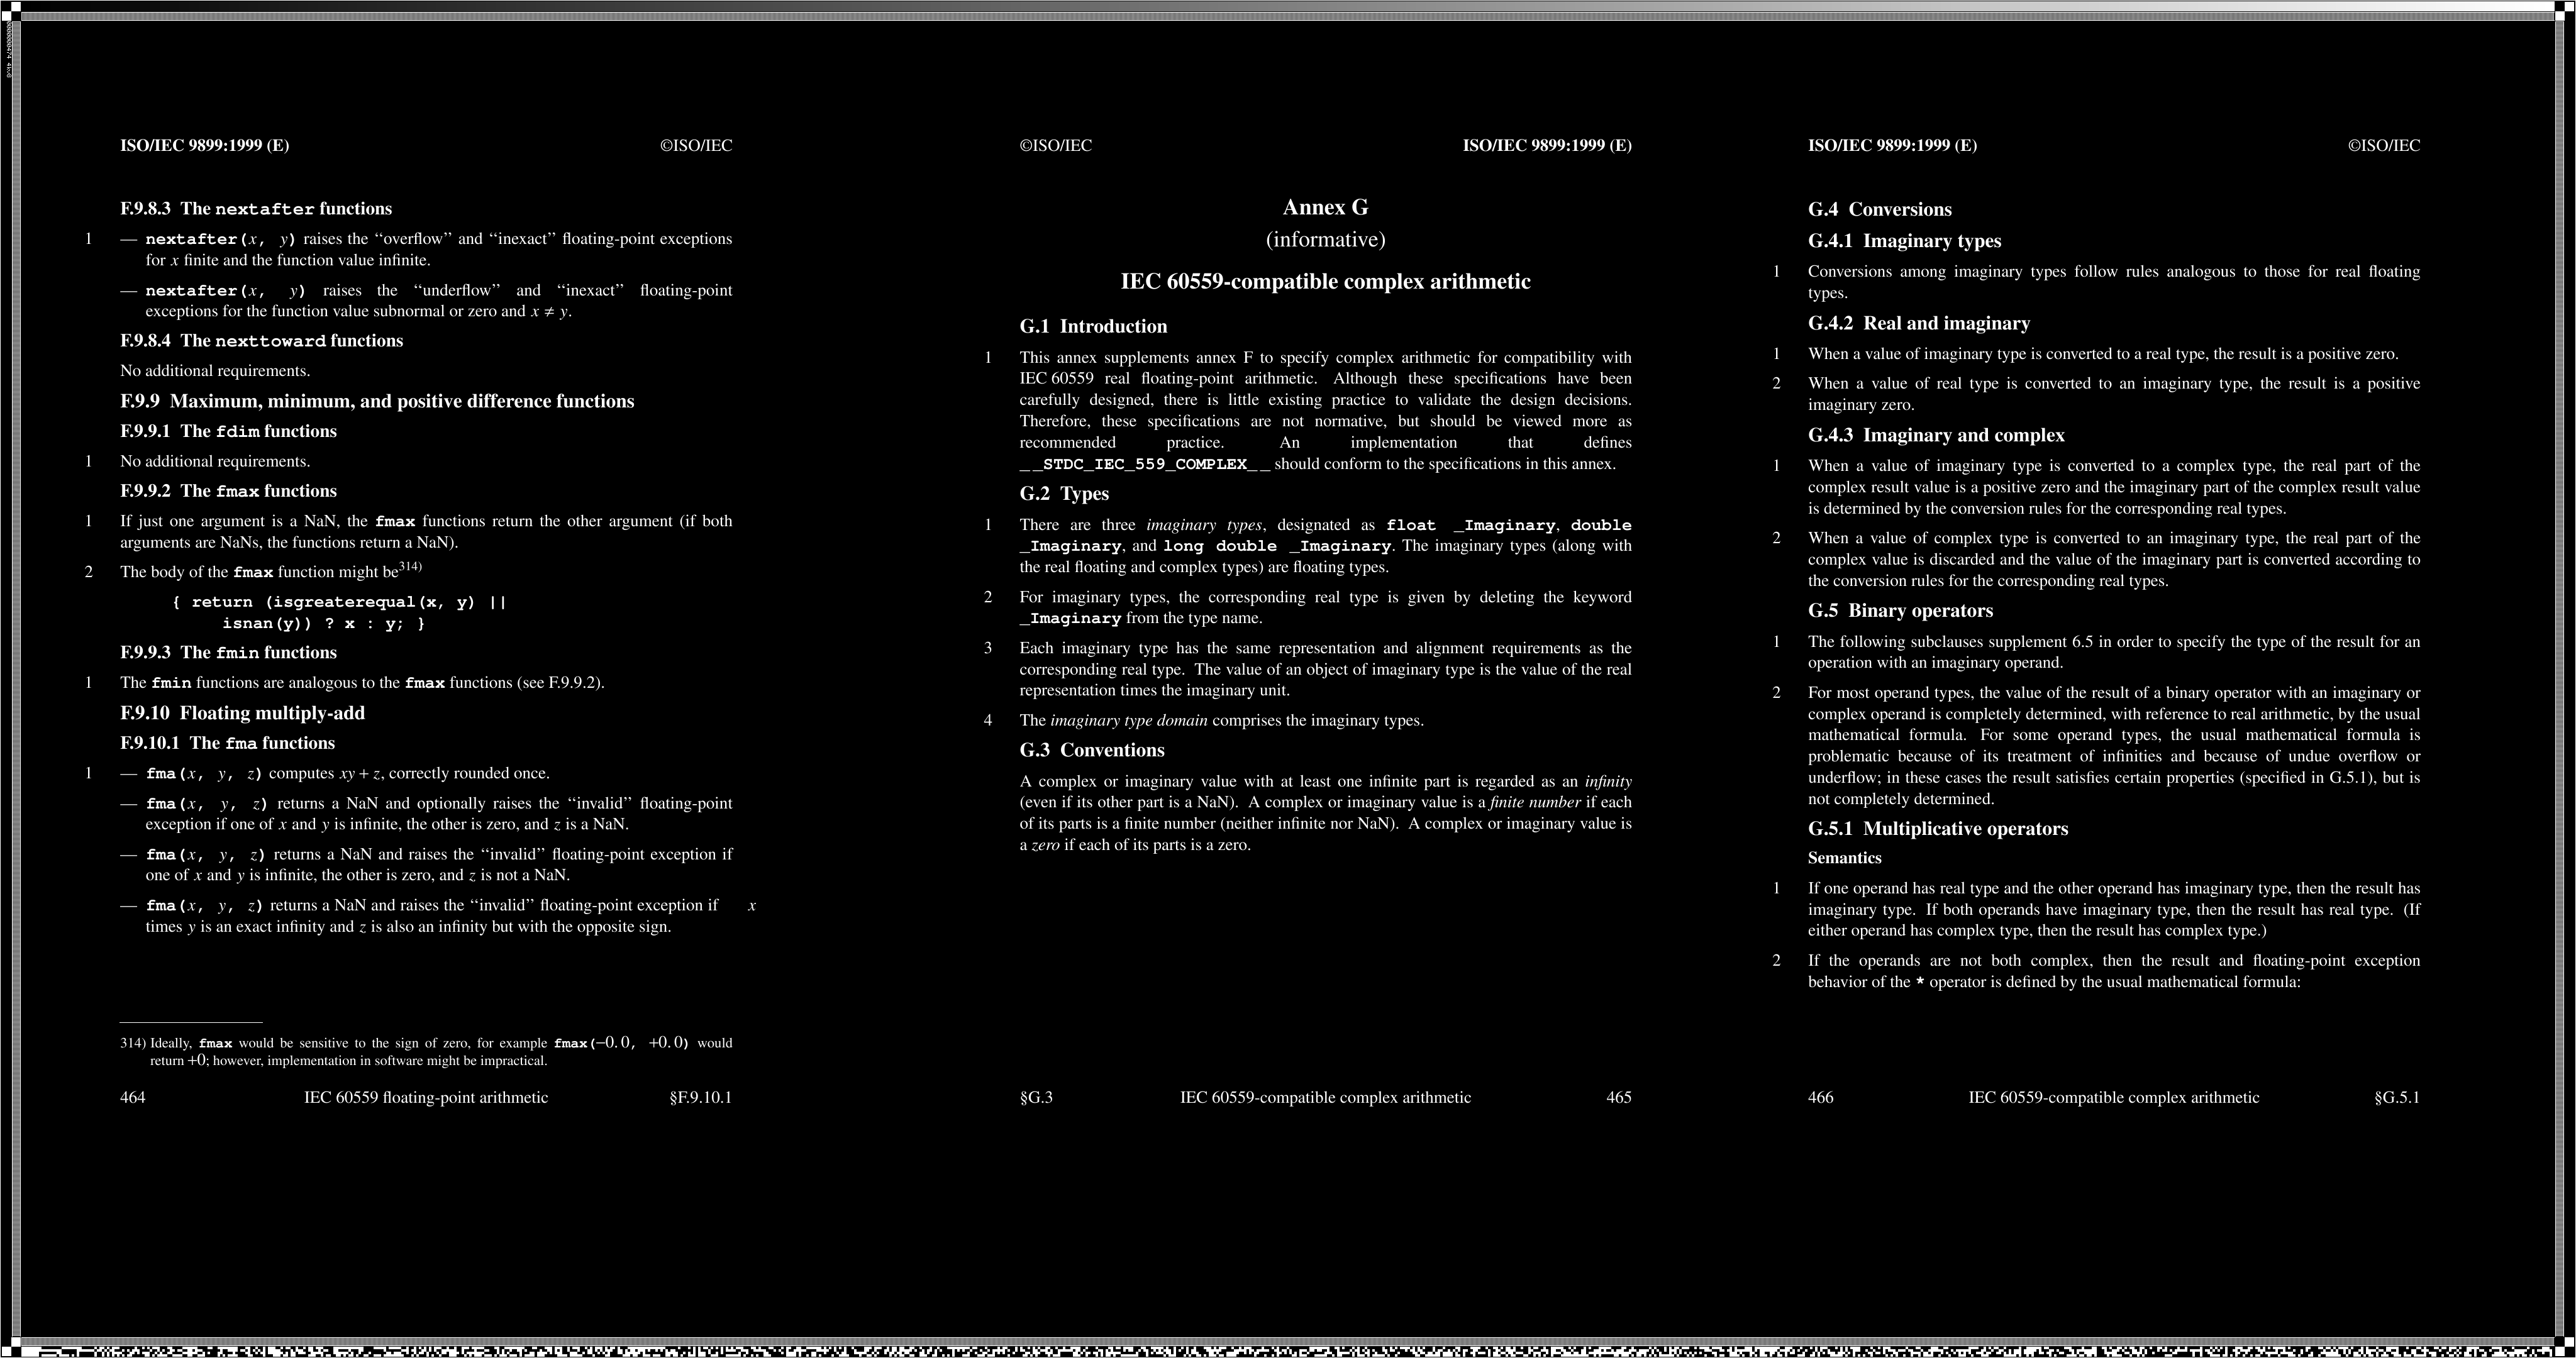 ISO/IEC 9899:1999 (E) ©ISO/IEC
F.9.8.3 The nextafter functions
1 — nextafter(x, y) raises the ‘‘overflow’’ and ‘‘inexact’’ floating-point exceptions
for x finite and the function value infinite.
— nextafter(x, y) raises the ‘‘underflow’’ and ‘‘inexact’’ floating-point
exceptions for the function value subnormal or zero and x ≠ y.
F.9.8.4 The nexttoward functions
No additional requirements.
F.9.9 Maximum, minimum, and positive difference functions
F.9.9.1 The fdim functions
1 No additional requirements.
F.9.9.2 The fmax functions
1 If just one argument is a NaN, the fmax functions return the other argument (if both
arguments are NaNs, the functions return a NaN).
2 The body of the fmax function might be314)
{ return (isgreaterequal(x, y) ||
isnan(y)) ? x : y; }
F.9.9.3 The fmin functions
1 The fmin functions are analogous to the fmax functions (see F.9.9.2).
F.9.10 Floating multiply-add
F.9.10.1 The fma functions
1 — fma(x, y, z) computes xy + z, correctly rounded once.
— fma(x, y, z) returns a NaN and optionally raises the ‘‘invalid’’ floating-point
exception if one of x and y is infinite, the other is zero, and z is a NaN.
— fma(x, y, z) returns a NaN and raises the ‘‘invalid’’ floating-point exception if
one of x and y is infinite, the other is zero, and z is not a NaN.
— fma(x, y, z) returns a NaN and raises the ‘‘invalid’’ floating-point exception if x
times y is an exact infinity and z is also an infinity but with the opposite sign.
314) Ideally, fmax would be sensitive to the sign of zero, for example fmax(−0.0, +0.0) would
return +0; however, implementation in software might be impractical.
464 IEC 60559 floating-point arithmetic §F.9.10.1
©ISO/IEC ISO/IEC 9899:1999 (E)
Annex G
(informative)
IEC 60559-compatible complex arithmetic
G.1 Introduction
1 This annex supplements annex F to specify complex arithmetic for compatibility with
IEC 60559 real floating-point arithmetic. Although these specifications have been
carefully designed, there is little existing practice to validate the design decisions.
Therefore, these specifications are not normative, but should be viewed more as
recommended practice. An implementation that defines
__STDC_IEC_559_COMPLEX__ should conform to the specifications in this annex.
G.2 Types
1 There are three imaginary types, designated as float _Imaginary, double
_Imaginary, and long double _Imaginary. The imaginary types (along with
the real floating and complex types) are floating types.
2 For imaginary types, the corresponding real type is given by deleting the keyword
_Imaginary from the type name.
3 Each imaginary type has the same representation and alignment requirements as the
corresponding real type. The value of an object of imaginary type is the value of the real
representation times the imaginary unit.
4 The imaginary type domain comprises the imaginary types.
G.3 Conventions
A complex or imaginary value with at least one infinite part is regarded as an infinity
(even if its other part is a NaN). A complex or imaginary value is a finite number if each
of its parts is a finite number (neither infinite nor NaN). A complex or imaginary value is
a zero if each of its parts is a zero.
§G.3 IEC 60559-compatible complex arithmetic 465
ISO/IEC 9899:1999 (E) ©ISO/IEC
G.4 Conversions
G.4.1 Imaginary types
1 Conversions among imaginary types follow rules analogous to those for real floating
types.
G.4.2 Real and imaginary
1 When a value of imaginary type is converted to a real type, the result is a positive zero.
2 When a value of real type is converted to an imaginary type, the result is a positive
imaginary zero.
G.4.3 Imaginary and complex
1 When a value of imaginary type is converted to a complex type, the real part of the
complex result value is a positive zero and the imaginary part of the complex result value
is determined by the conversion rules for the corresponding real types.
2 When a value of complex type is converted to an imaginary type, the real part of the
complex value is discarded and the value of the imaginary part is converted according to
the conversion rules for the corresponding real types.
G.5 Binary operators
1 The following subclauses supplement 6.5 in order to specify the type of the result for an
operation with an imaginary operand.
2 For most operand types, the value of the result of a binary operator with an imaginary or
complex operand is completely determined, with reference to real arithmetic, by the usual
mathematical formula. For some operand types, the usual mathematical formula is
problematic because of its treatment of infinities and because of undue overflow or
underflow; in these cases the result satisfies certain properties (specified in G.5.1), but is
not completely determined.
G.5.1 Multiplicative operators
Semantics
1 If one operand has real type and the other operand has imaginary type, then the result has
imaginary type. If both operands have imaginary type, then the result has real type. (If
either operand has complex type, then the result has complex type.)
2 If the operands are not both complex, then the result and floating-point exception
behavior of the * operator is defined by the usual mathematical formula:
466 IEC 60559-compatible complex arithmetic §G.5.1